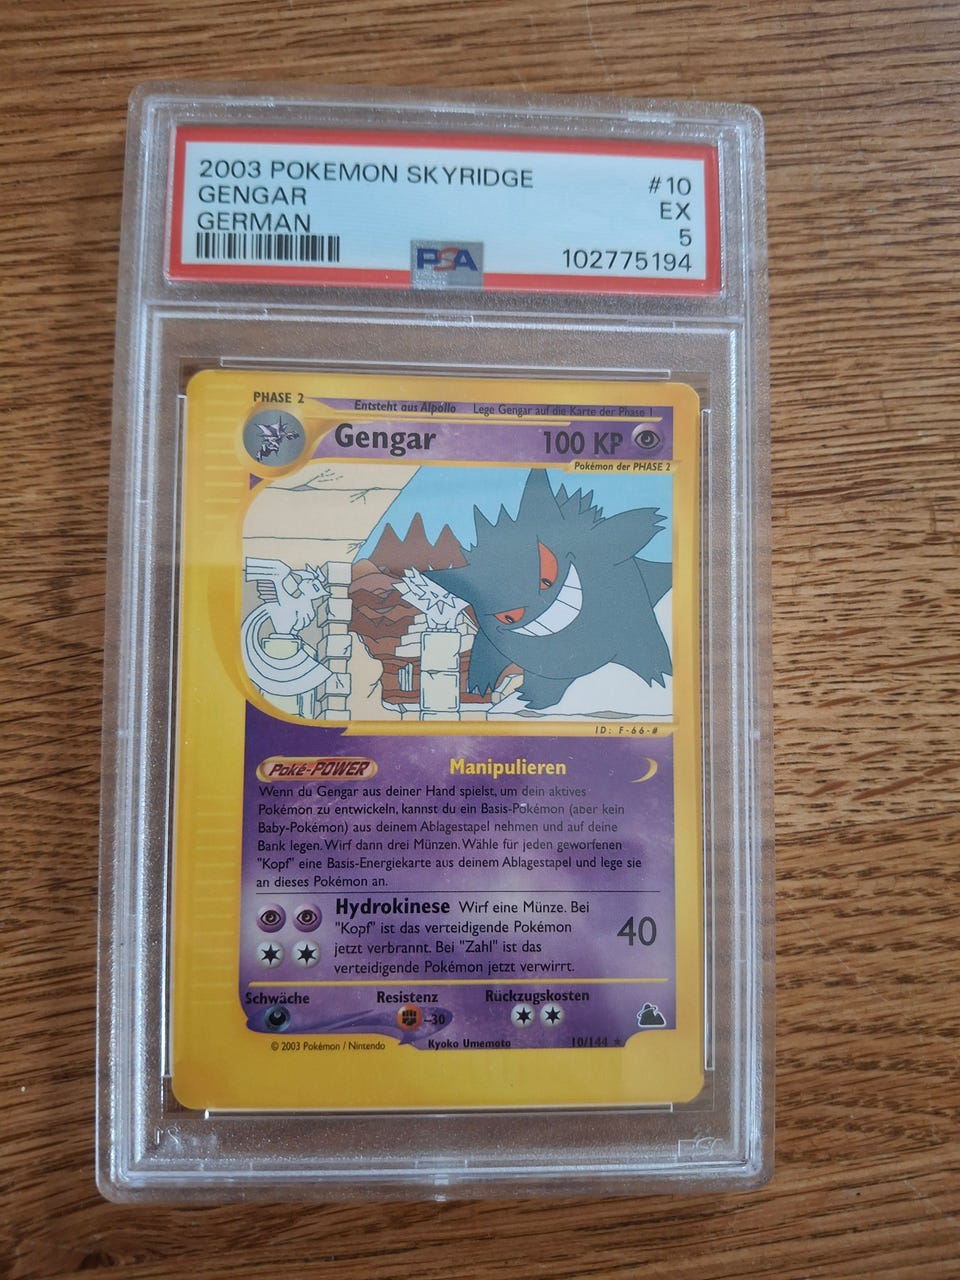 2003 POKEMON SKYRIDGE #10
GENGAR EX
GERMAN 5
PSA 102775194
PHASE 2
Entsteht aus Alpollo Lege Gengar auf die Karte der Phase 1
Gengar 100 KP
Pokémon der PHASE 2
ID: F-66-#
Poké-POWER Manipulieren
Wenn du Gengar aus deiner Hand spielst, um dein aktives
Pokémon zu entwickeln, kannst du ein Basis-Pokémon (aber kein
Baby-Pokémon) aus deinem Ablagestapel nehmen und auf deine
Bank legen. Wirf dann drei Münzen. Wähle für jeden geworfenen
"Kopf" eine Basis-Energiekarte aus deinem Ablagestapel und lege sie
an dieses Pokémon an.
Hydrokinese Wirf eine Münze. Bei
"Kopf" ist das verteidigende Pokémon 40
jetzt verbrannt. Bei "Zahl" ist das
verteidigende Pokémon jetzt verwirrt.
Schwäche Resistenz Rückzugskosten
-30
© 2003 Pokémon / Nintendo Kyoko Umemoto 10/144 ★